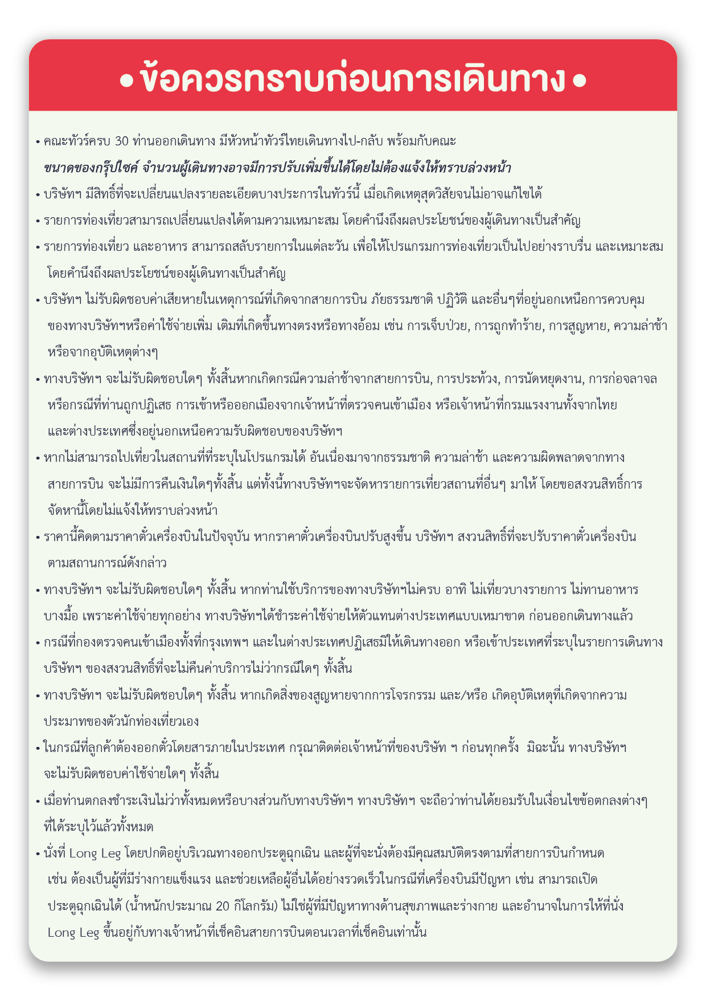 • ข้อควรทราบก่อนการเดินทาง •
• คณะทัวร์ครบ 30 ท่านออกเดินทาง มีหัวหน้าทัวร์ไทยเดินทางไป-กลับ พร้อมกับคณะ
ขนาดของกรุ๊ปไซค์ จำนวนผู้เดินทางอาจมีการปรับเพิ่มขึ้นได้โดยไม่ต้องแจ้งให้ทราบล่วงหน้า
• บริษัทฯ มีสิทธิ์ที่จะเปลี่ยนแปลงรายละเอียดบางประการในทัวร์นี้ เมื่อเกิดเหตุสุดวิสัยจนไม่อาจแก้ไขได้
• รายการท่องเที่ยวสามารถเปลี่ยนแปลงได้ตามความเหมาะสม โดยคำนึงถึงผลประโยชน์ของผู้เดินทางเป็นสำคัญ
• รายการท่องเที่ยว และอาหาร สามารถสลับรายการในแต่ละวัน เพื่อให้โปรแกรมการท่องเที่ยวเป็นไปอย่างราบรื่น และเหมาะสม
โดยคำนึงถึงผลประโยชน์ของผู้เดินทางเป็นสำคัญ
• บริษัทฯ ไม่รับผิดชอบค่าเสียหายในเหตุการณ์ที่เกิดจากสายการบิน ภัยธรรมชาติ ปฏิวัติ และอื่นๆที่อยู่นอกเหนือการควบคุม
ของทางบริษัทฯหรือค่าใช้จ่ายเพิ่ม เติมที่เกิดขึ้นทางตรงหรือทางอ้อม เช่น การเจ็บป่วย, การถูกทำร้าย, การสูญหาย, ความล่าช้า
หรือจากอุบัติเหตุต่างๆ
• ทางบริษัทฯ จะไม่รับผิดชอบใดๆ ทั้งสิ้นหากเกิดกรณีความล่าช้าจากสายการบิน, การประท้วง, การนัดหยุดงาน, การก่อจลาจล
หรือกรณีที่ท่านถูกปฏิเสธ การเข้าหรือออกเมืองจากเจ้าหน้าที่ตรวจคนเข้าเมือง หรือเจ้าหน้าที่กรมแรงงานทั้งจากไทย
และต่างประเทศซึ่งอยู่นอกเหนือความรับผิดชอบของบริษัทฯ
• หากไม่สามารถไปเที่ยวในสถานที่ที่ระบุในโปรแกรมได้ อันเนื่องมาจากธรรมชาติ ความล่าช้า และความผิดพลาดจากทาง
สายการบิน จะไม่มีการคืนเงินใดๆทั้งสิ้น แต่ทั้งนี้ทางบริษัทฯจะจัดหารายการเที่ยวสถานที่อื่นๆ มาให้ โดยขอสงวนสิทธิ์การ
จัดหานี้โดยไม่แจ้งให้ทราบล่วงหน้า
• ราคานี้คิดตามราคาตั๋วเครื่องบินในปัจจุบัน หากราคาตั๋วเครื่องบินปรับสูงขึ้น บริษัทฯ สงวนสิทธิ์ที่จะปรับราคาตั๋วเครื่องบิน
ตามสถานการณ์ดังกล่าว
• ทางบริษัทฯ จะไม่รับผิดชอบใดๆ ทั้งสิ้น หากท่านใช้บริการของทางบริษัทฯไม่ครบ อาทิ ไม่เที่ยวบางรายการ ไม่ทานอาหาร
บางมื้อ เพราะค่าใช้จ่ายทุกอย่าง ทางบริษัทฯได้ชำระค่าใช้จ่ายให้ตัวแทนต่างประเทศแบบเหมาขาด ก่อนออกเดินทางแล้ว
• กรณีที่กองตรวจคนเข้าเมืองทั้งที่กรุงเทพฯ และในต่างประเทศปฏิเสธมิให้เดินทางออก หรือเข้าประเทศที่ระบุในรายการเดินทาง
บริษัทฯ ของสงวนสิทธิ์ที่จะไม่คืนค่าบริการไม่ว่ากรณีใดๆ ทั้งสิ้น
• ทางบริษัทฯ จะไม่รับผิดชอบใดๆ ทั้งสิ้น หากเกิดสิ่งของสูญหายจากการโจรกรรม และ/หรือ เกิดอุบัติเหตุที่เกิดจากความ
ประมาทของตัวนักท่องเที่ยวเอง
• ในกรณีที่ลูกค้าต้องออกตั๋วโดยสารภายในประเทศ กรุณาติดต่อเจ้าหน้าที่ของบริษัท ฯ ก่อนทุกครั้ง มิฉะนั้น ทางบริษัทฯ
จะไม่รับผิดชอบค่าใช้จ่ายใดๆ ทั้งสิ้น
• เมื่อท่านตกลงชำระเงินไม่ว่าทั้งหมดหรือบางส่วนกับทางบริษัทฯ ทางบริษัทฯ จะถือว่าท่านได้ยอมรับในเงื่อนไขข้อตกลงต่างๆ
ที่ได้ระบุไว้แล้วทั้งหมด
• นั่งที่ Long Leg โดยปกติอยู่บริเวณทางออกประตูฉุกเฉิน และผู้ที่จะนั่งต้องมีคุณสมบัติตรงตามที่สายการบินกำหนด
เช่น ต้องเป็นผู้ที่มีร่างกายแข็งแรง และช่วยเหลือผู้อื่นได้อย่างรวดเร็วในกรณีที่เครื่องบินมีปัญหา เช่น สามารถเปิด
ประตูฉุกเฉินได้ (น้ำหนักประมาณ 20 กิโลกรัม) ไม่ใช่ผู้ที่มีปัญหาทางด้านสุขภาพและร่างกาย และอำนาจในการให้ที่นั่ง
Long Leg ขึ้นอยู่กับทางเจ้าหน้าที่เช็คอินสายการบินตอนเวลาที่เช็คอินเท่านั้น